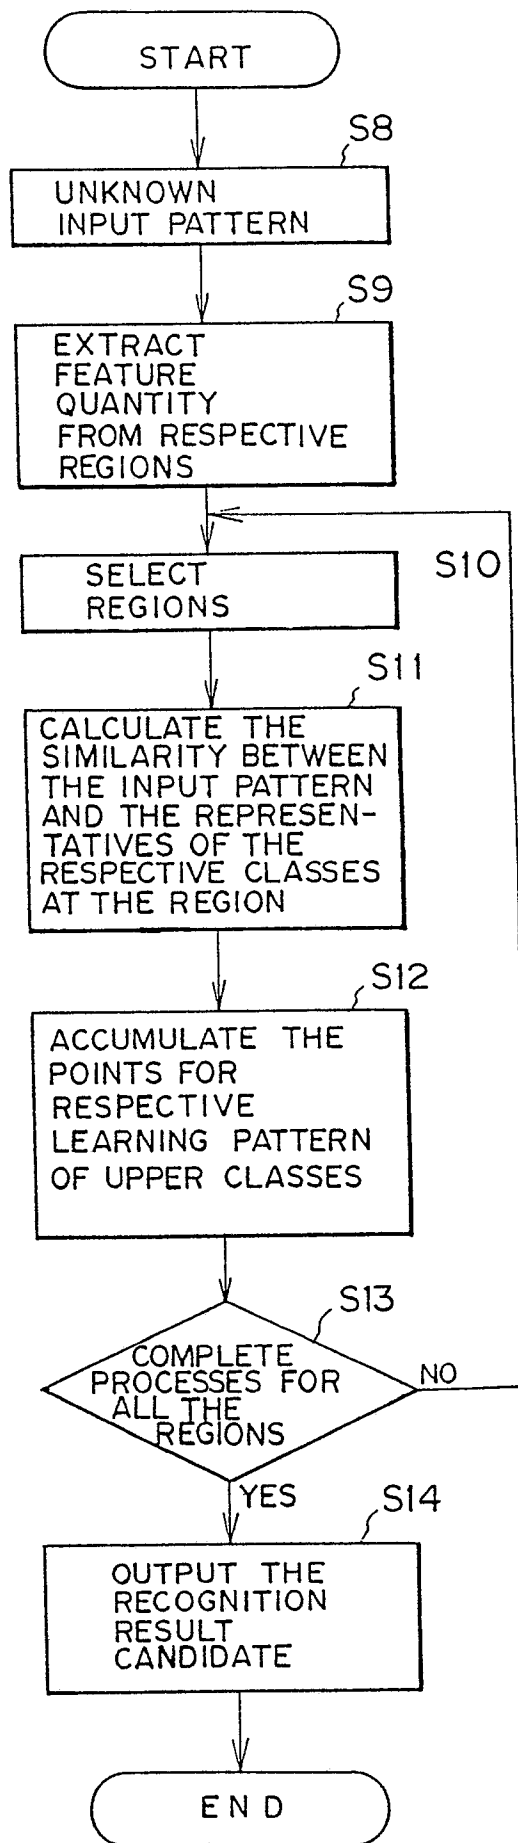 START
S8
UNKNOWN
INPUT PATTERN
S9
EXTRACT
FEATURE
QUANTITY
FROM RESPECTIVE
REGIONS
S10
SELECT
REGIONS
S11
CALCULATE THE
SIMILARITY BETWEEN
THE INPUT PATTERN
AND THE REPRESEN-
TATIVES OF THE
RESPECTIVE CLASSES
AT THE REGION
S12
ACCUMULATE THE
POINTS FOR
RESPECTIVE
LEARNING PATTERN
OF UPPER CLASSES
S13
COMPLETE
PROCESSES FOR
ALL THE
REGIONS
NO
YES
S14
OUTPUT THE
RECOGNITION
RESULT
CANDIDATE
END